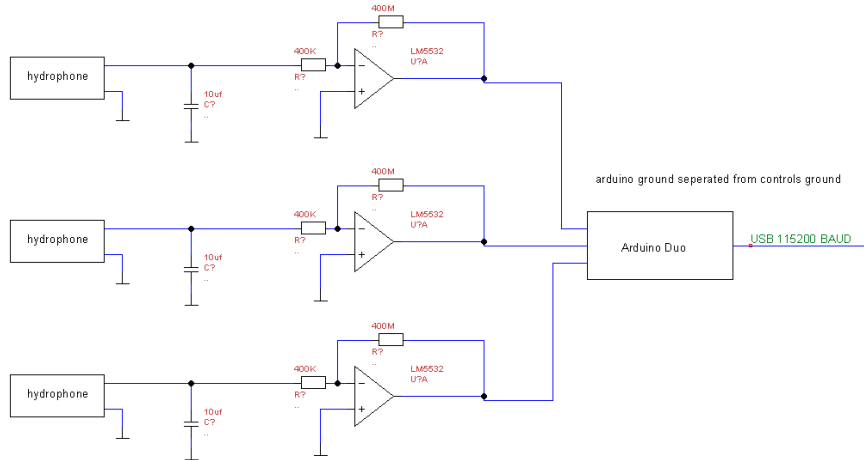 400M
R?
..
400K
R?
..
LM5532
U?A
hydrophone
10uf
C?
..
arduino ground seperated from controls ground
400M
R?
..
400K
R?
..
LM5532
U?A
hydrophone
10uf
C?
..
Arduino Duo
USB 115200 BAUD
400M
R?
..
400K
R?
..
LM5532
U?A
hydrophone
10uf
C?
..